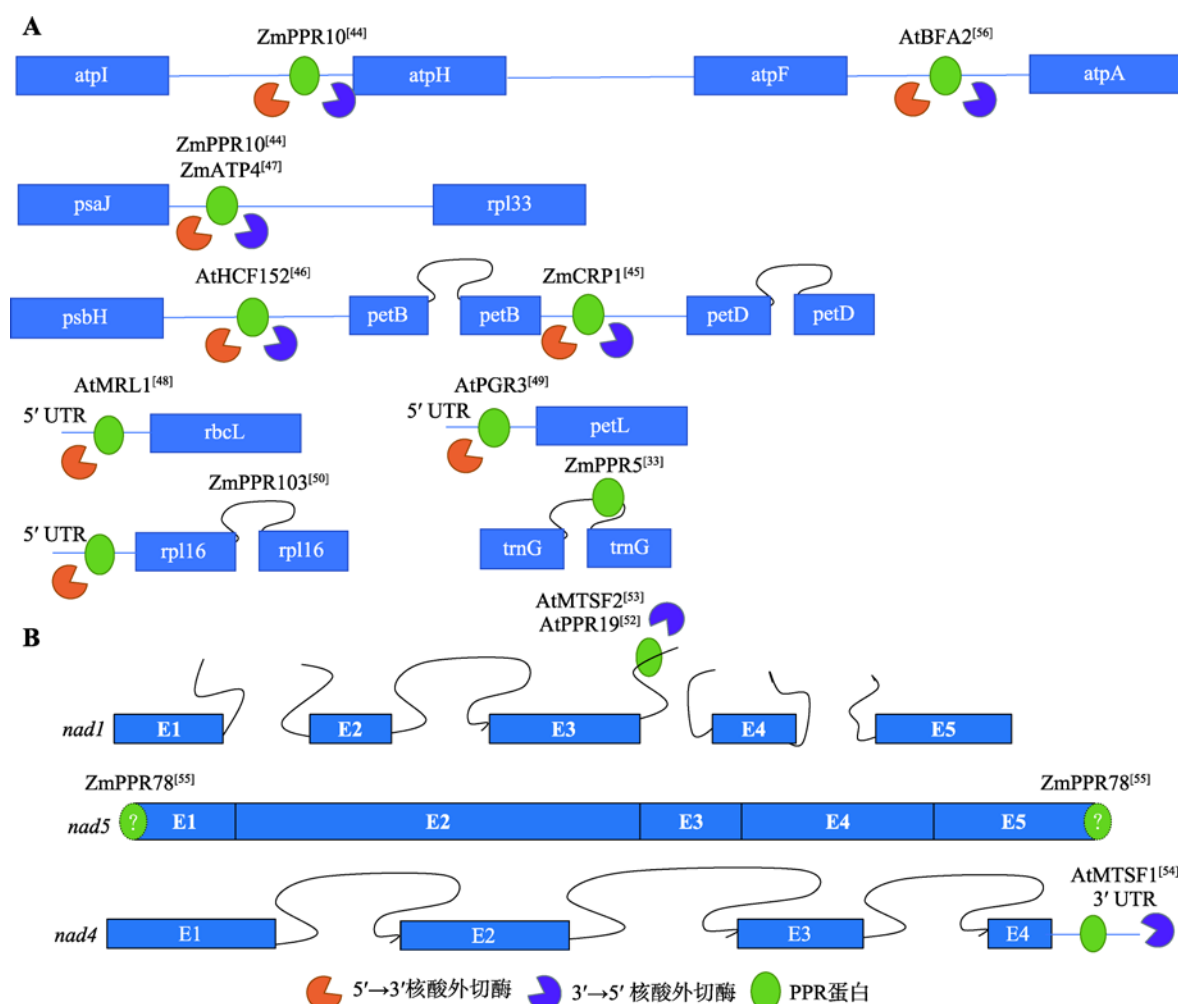 A
ZmPPR10[44]
AtBFA2[56]
atpI
atpH
atpF
atpA
ZmPPR10[44]
ZmATP4[47]
psaJ
rpl33
AtHCF152[46]
ZmCRP1[45]
psbH
petB
petB
petD
petD
AtMRL1[48]
AtPGR3[49]
5′ UTR
rbcL
5′ UTR
petL
ZmPPR103[50]
ZmPPR5[33]
5′ UTR
rpl16
rpl16
trnG
trnG
AtMTSF2[53]
AtPPR19[52]
B
nad1
E1
E2
E3
E4
E5
ZmPPR78[55]
ZmPPR78[55]
nad5
?
E1
E2
E3
E4
E5
?
AtMTSF1[54]
3′ UTR
nad4
E1
E2
E3
E4
5′→3′核酸外切酶
3′→5′ 核酸外切酶
PPR蛋白